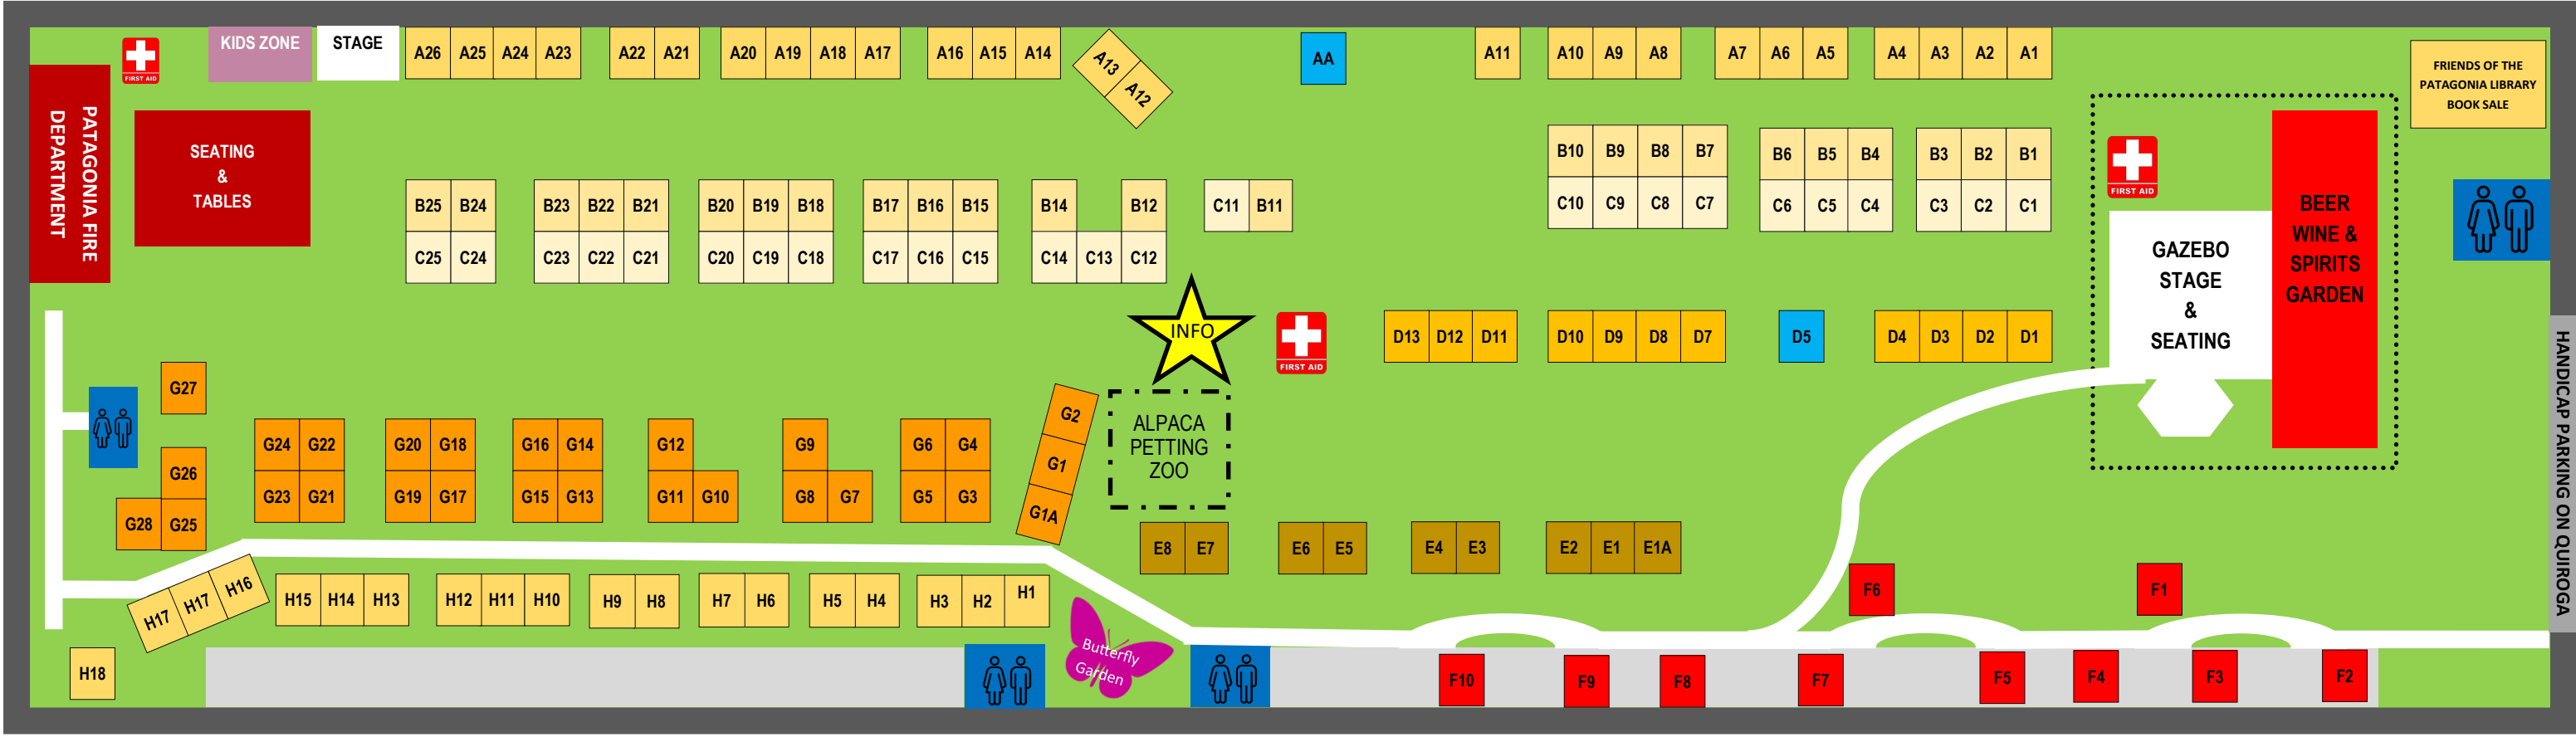 KIDS ZONE
STAGE
A26 A25 A24 A23
A22 A21
A20 A19 A18 A17
A16 A15 A14
A13
A12
AA
A11
A10 A9 A8
A7 A6 A5
A4 A3 A2 A1
FRIENDS OF THE
PATAGONIA LIBRARY
BOOK SALE
FIRST AID
PATAGONIA FIRE
DEPARTMENT
SEATING
&
TABLES
B10 B9 B8 B7
B6 B5 B4
B3 B2 B1
C10 C9 C8 C7
C6 C5 C4
C3 C2 C1
FIRST AID
B25 B24
B23 B22 B21
B20 B19 B18
B17 B16 B15
B14
B12
C11 B11
C25 C24
C23 C22 C21
C20 C19 C18
C17 C16 C15
C14 C13 C12
GAZEBO
STAGE
&
SEATING
BEER
WINE &
SPIRITS
GARDEN
INFO
FIRST AID
D13 D12 D11
D10 D9 D8 D7
D5
D4 D3 D2 D1
HANDICAP PARKING ON QUIROGA
ALPACA
PETTING
ZOO
G27
G26
G28 G25
G24 G22
G23 G21
G20 G18
G19 G17
G16 G14
G15 G13
G12
G11 G10
G9
G8 G7
G6 G4
G5 G3
G2
G1
G1A
E8 E7
E6 E5
E4 E3
E2 E1 E1A
H17 H17 H16
H15 H14 H13
H12 H11 H10
H9 H8
H7 H6
H5 H4
H3 H2 H1
F6
F1
Butterfly
Garden
H18
F10
F9
F8
F7
F5
F4
F3
F2